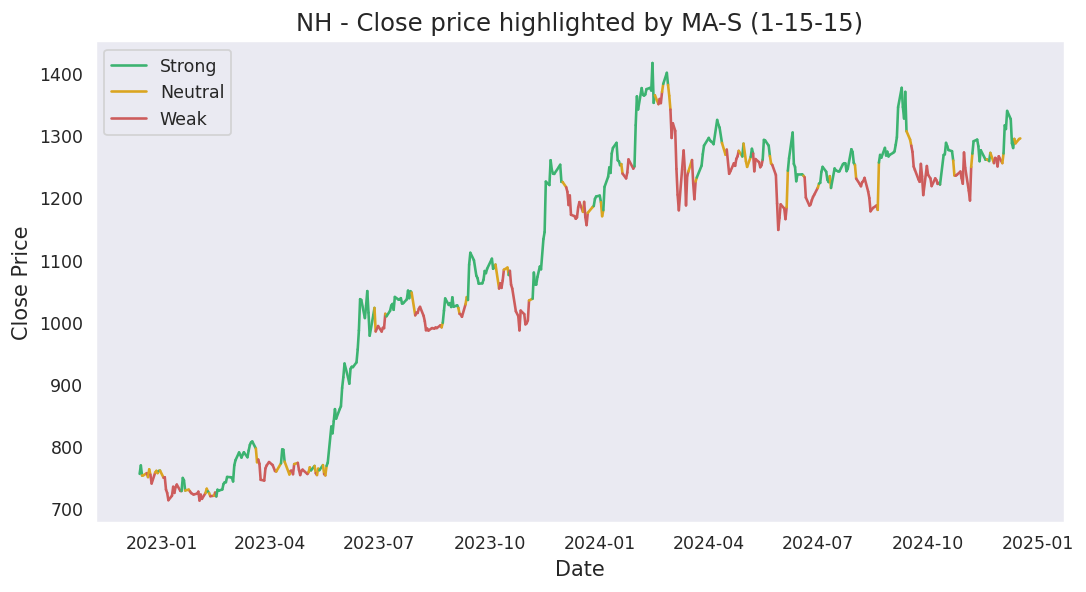 NH - Close price highlighted by MA-S (1-15-15)
Strong
Neutral
Weak
Close Price
1400
1300
1200
1100
1000
900
800
700
2023-01 2023-04 2023-07 2023-10 2024-01 2024-04 2024-07 2024-10 2025-01
Date